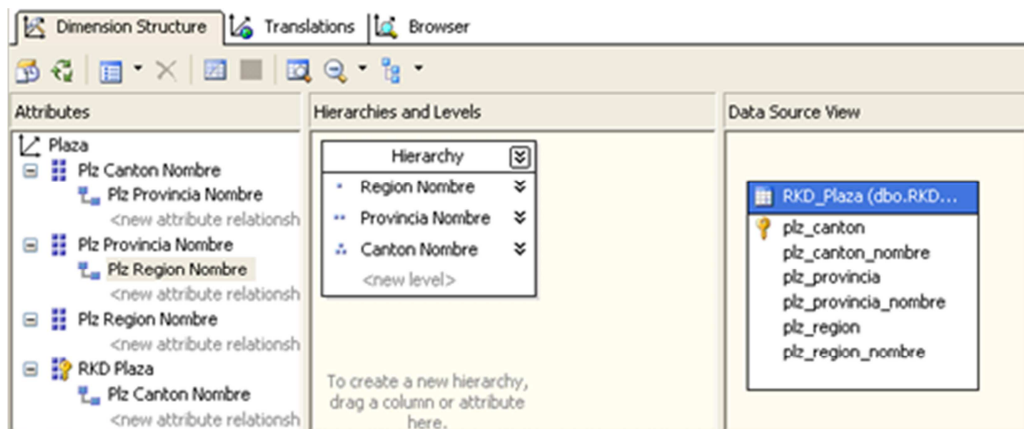 Dimension Structure
Translations
Browser
Attributes
Plaza
Plz Canton Nombre
Plz Provincia Nombre
<new attribute relationsh
Plz Provincia Nombre
Plz Region Nombre
<new attribute relationsh
Plz Region Nombre
<new attribute relationsh
RKD Plaza
Plz Canton Nombre
<new attribute relationsh
Hierarchies and Levels
Hierarchy
Region Nombre
Provincia Nombre
Canton Nombre
<new level>
To create a new hierarchy,
drag a column or attribute
here.
Data Source View
RKD_Plaza (dbo.RKD...
plz_canton
plz_canton_nombre
plz_provincia
plz_provincia_nombre
plz_region
plz_region_nombre